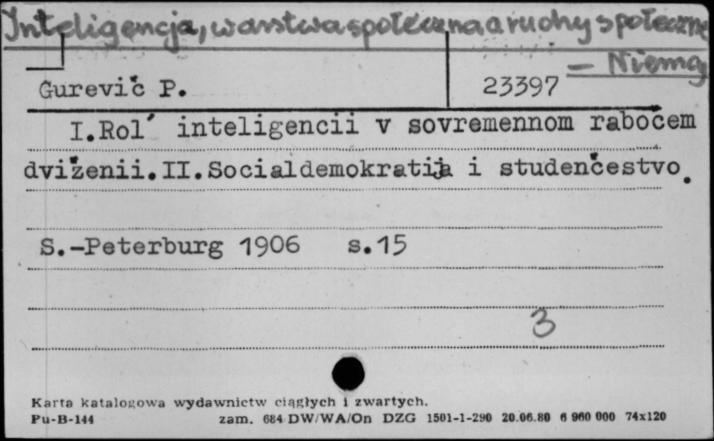 Inteligencja, warstwa społeczna a ruchy społeczne
— Niemcy
Gurevič P. 23397
I.Rol´ inteligencii v sovremennom rabočem
dviženii.II.Socialdemokratija i studenčestvo.
S.-Peterburg 1906 s.15
3
Karta katalogowa wydawnictw ciągłych i zwartych.
Pu-B-144 zam. 684 DW/WA/On DZG 1501-1-290 20.06.80 6 960 000 74x120